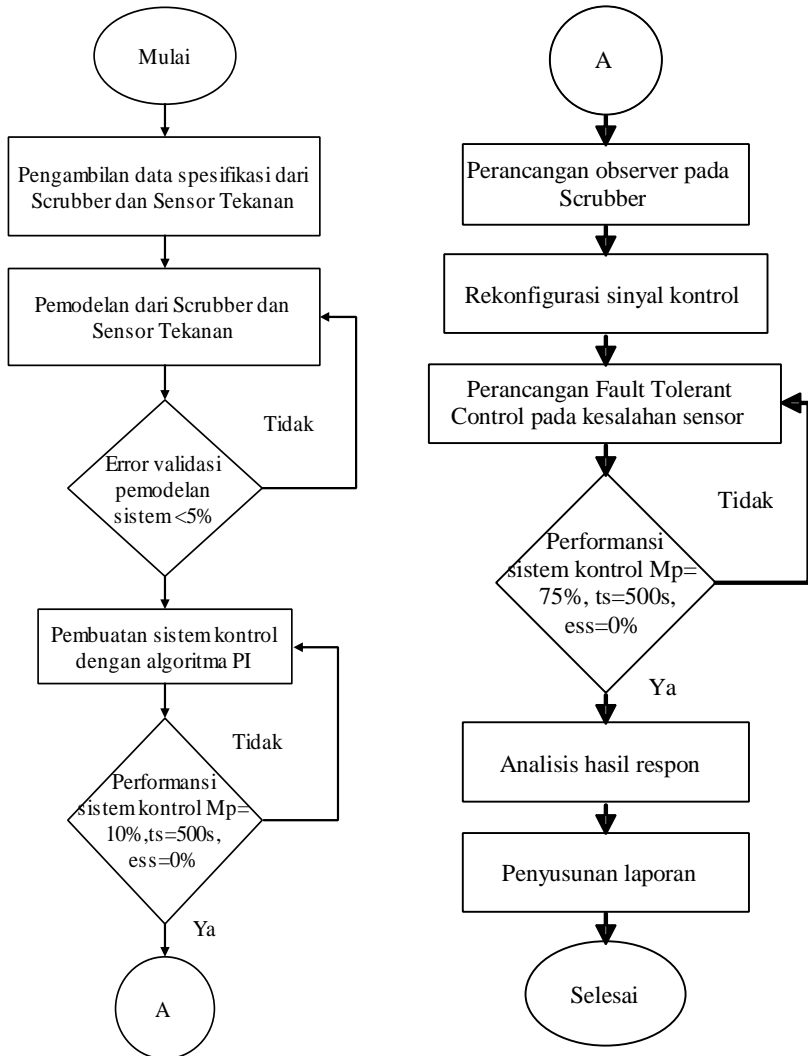 Mulai
Pengambilan data spesifikasi dari
Scrubber dan Sensor Tekanan
Pemodelan dari Scrubber dan
Sensor Tekanan
Tidak
Error validasi
pemodelan
sistem <5%
Pembuatan sistem kontrol
dengan algoritma PI
Tidak
Performansi
sistem kontrol Mp=
10%,ts=500s,
ess=0%
Ya
A
A
Perancangan observer pada
Scrubber
Rekonfigurasi sinyal kontrol
Perancangan Fault Tolerant
Control pada kesalahan sensor
Tidak
Performansi
sistem kontrol Mp=
75%, ts=500s,
ess=0%
Ya
Analisis hasil respon
Penyusunan laporan
Selesai